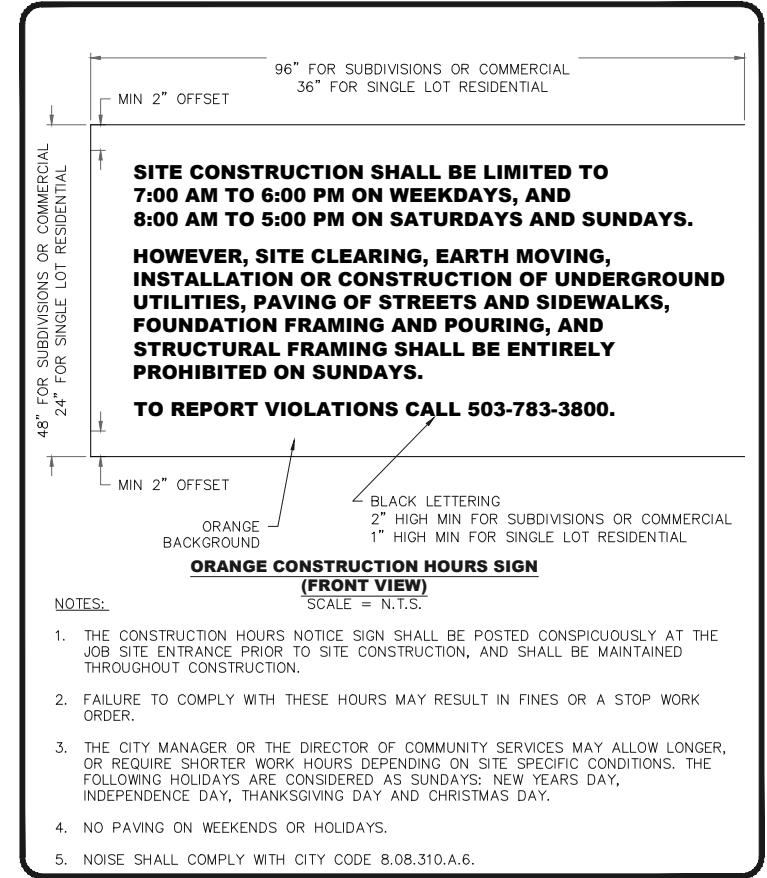 96" FOR SUBDIVISIONS OR COMMERCIAL
36" FOR SINGLE LOT RESIDENTIAL
MIN 2" OFFSET
48" FOR SUBDIVISIONS OR COMMERCIAL
24" FOR SINGLE LOT RESIDENTIAL
SITE CONSTRUCTION SHALL BE LIMITED TO
7:00 AM TO 6:00 PM ON WEEKDAYS, AND
8:00 AM TO 5:00 PM ON SATURDAYS AND SUNDAYS.
HOWEVER, SITE CLEARING, EARTH MOVING,
INSTALLATION OR CONSTRUCTION OF UNDERGROUND
UTILITIES, PAVING OF STREETS AND SIDEWALKS,
FOUNDATION FRAMING AND POURING, AND
STRUCTURAL FRAMING SHALL BE ENTIRELY
PROHIBITED ON SUNDAYS.
TO REPORT VIOLATIONS CALL 503-783-3800.
MIN 2" OFFSET
ORANGE
BACKGROUND
BLACK LETTERING
2" HIGH MIN FOR SUBDIVISIONS OR COMMERCIAL
1" HIGH MIN FOR SINGLE LOT RESIDENTIAL
ORANGE CONSTRUCTION HOURS SIGN
(FRONT VIEW)
SCALE = N.T.S.
NOTES:
1. THE CONSTRUCTION HOURS NOTICE SIGN SHALL BE POSTED CONSPICUOUSLY AT THE
JOB SITE ENTRANCE PRIOR TO SITE CONSTRUCTION, AND SHALL BE MAINTAINED
THROUGHOUT CONSTRUCTION.
2. FAILURE TO COMPLY WITH THESE HOURS MAY RESULT IN FINES OR A STOP WORK
ORDER.
3. THE CITY MANAGER OR THE DIRECTOR OF COMMUNITY SERVICES MAY ALLOW LONGER,
OR REQUIRE SHORTER WORK HOURS DEPENDING ON SITE SPECIFIC CONDITIONS. THE
FOLLOWING HOLIDAYS ARE CONSIDERED AS SUNDAYS: NEW YEARS DAY,
INDEPENDENCE DAY, THANKSGIVING DAY AND CHRISTMAS DAY.
4. NO PAVING ON WEEKENDS OR HOLIDAYS.
5. NOISE SHALL COMPLY WITH CITY CODE 8.08.310.A.6.